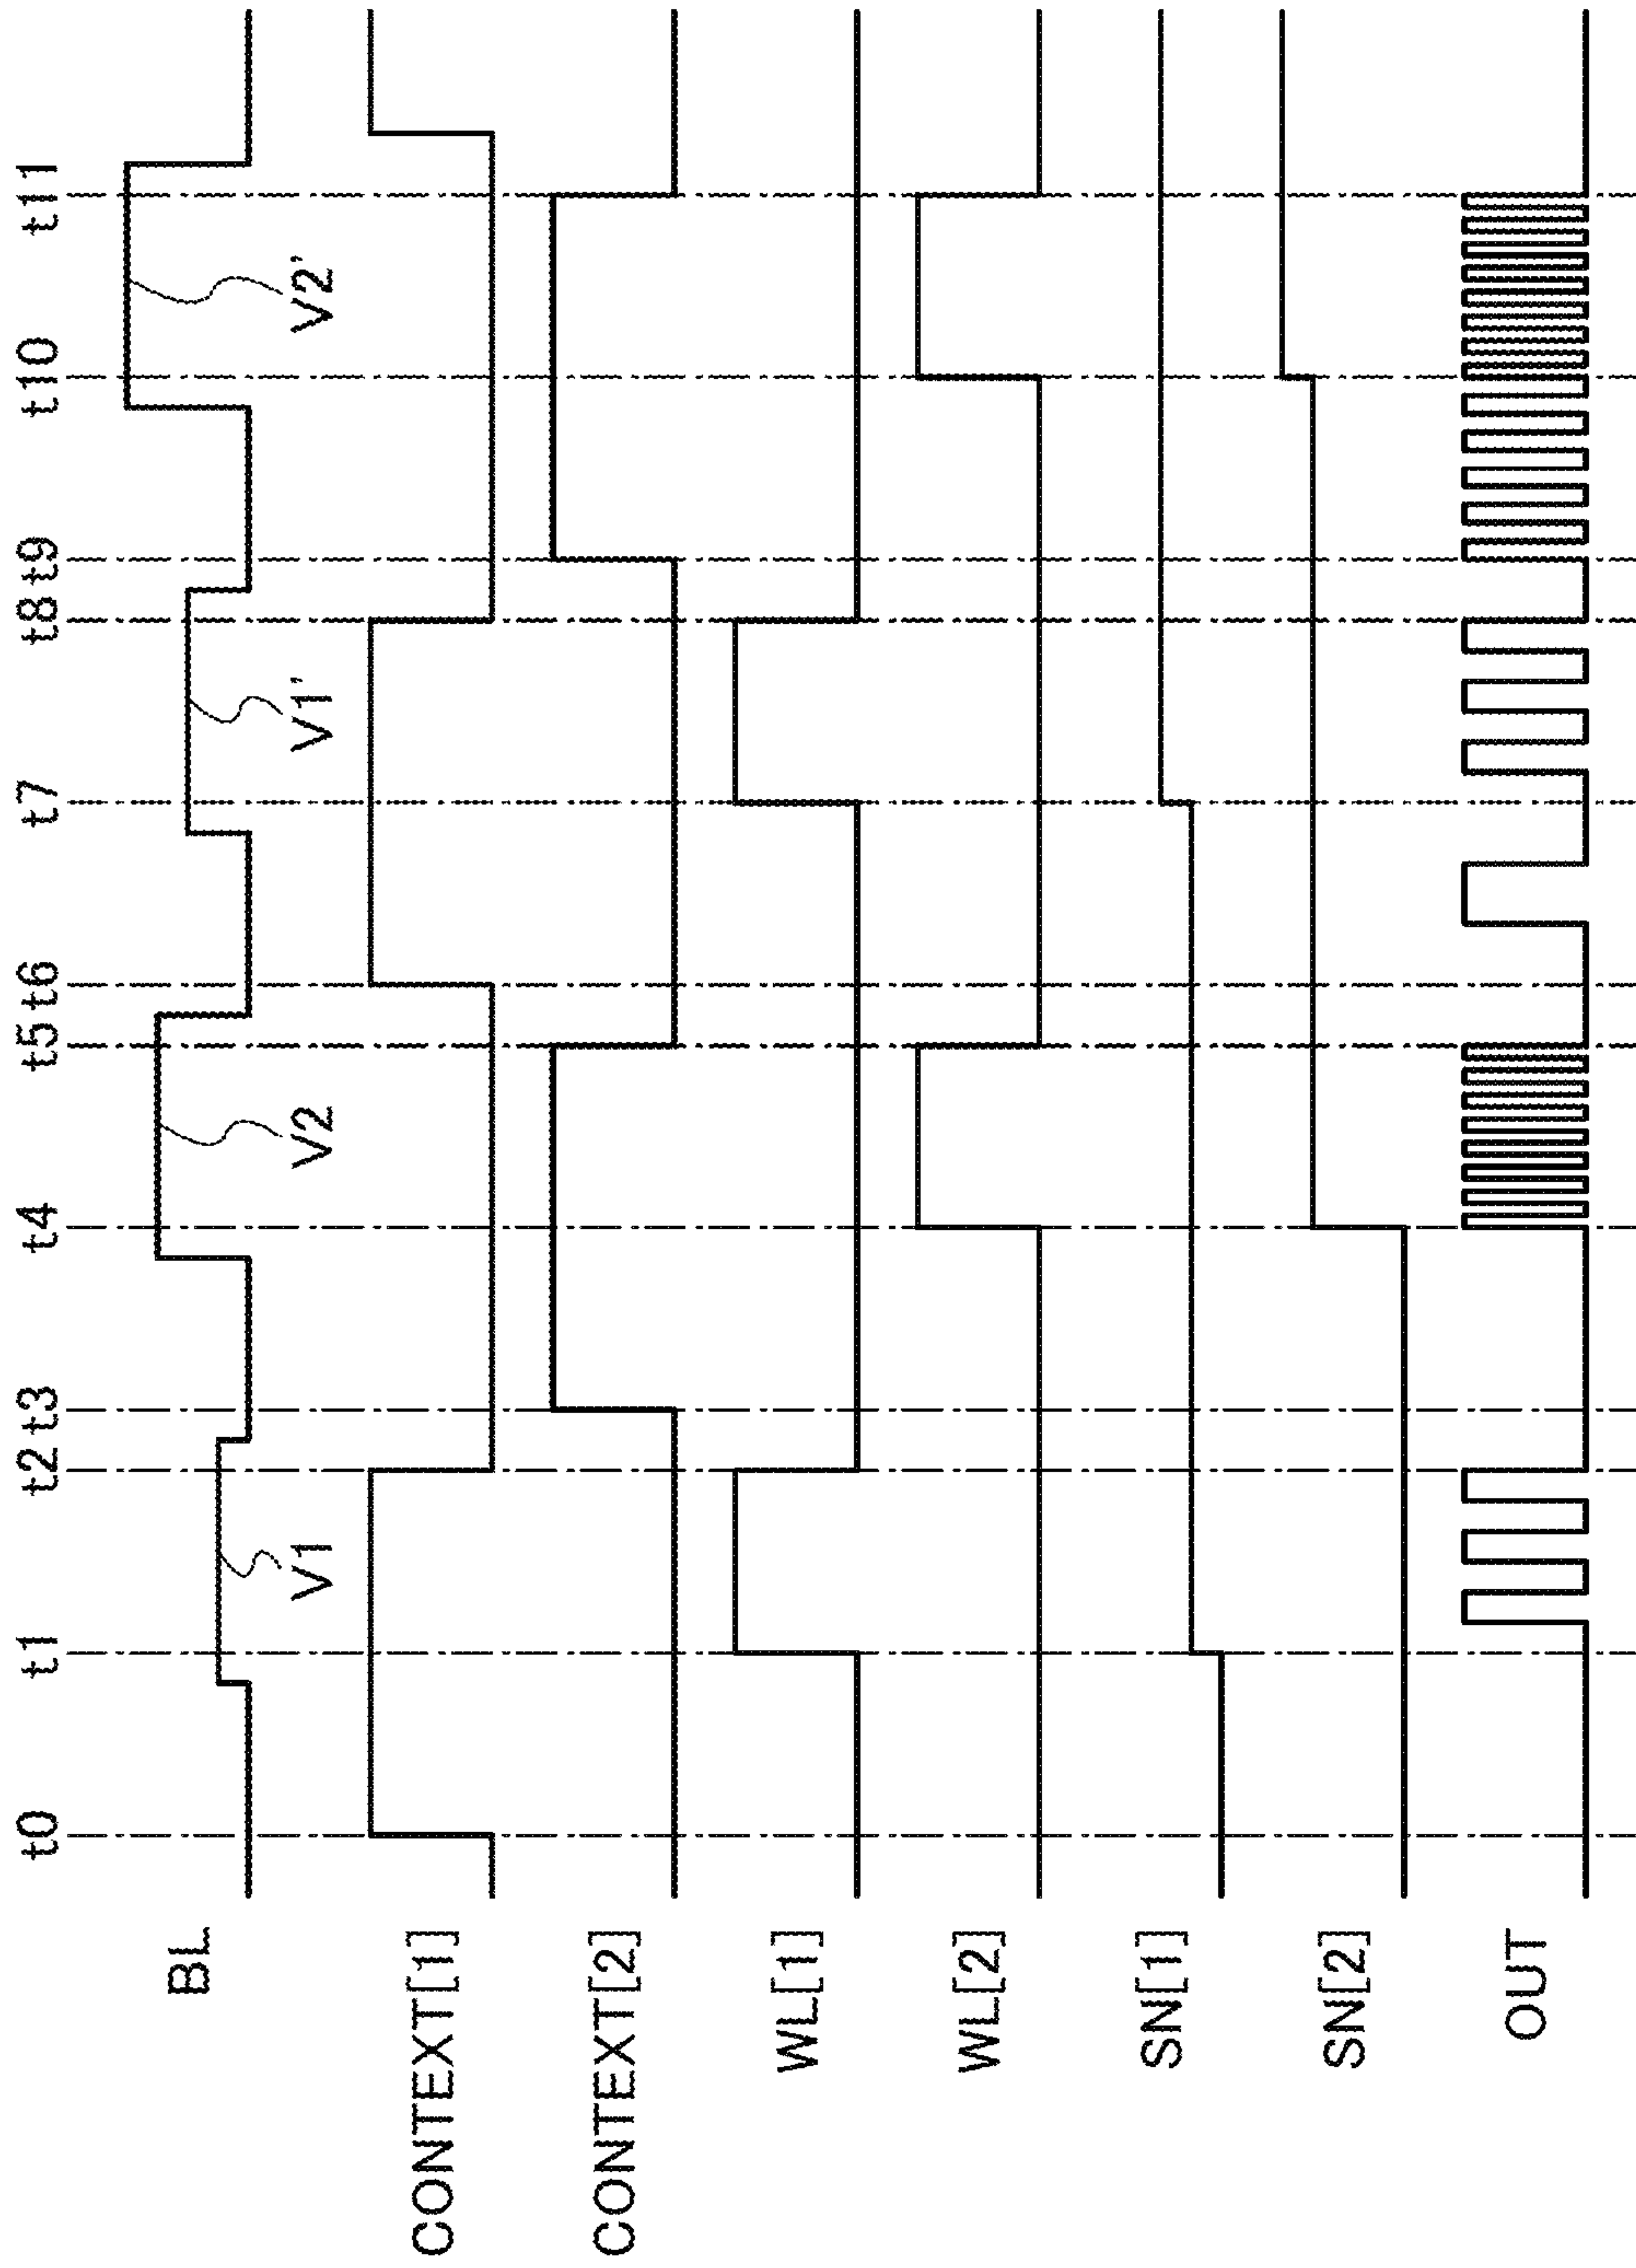 t0 t1 t2 t3 t4 t5 t6 t7 t8 t9 t10 t11
BL
V1 V2 V1' V2'
CONTEXT[1]
CONTEXT[2]
WL[1]
WL[2]
SN[1]
SN[2]
OUT